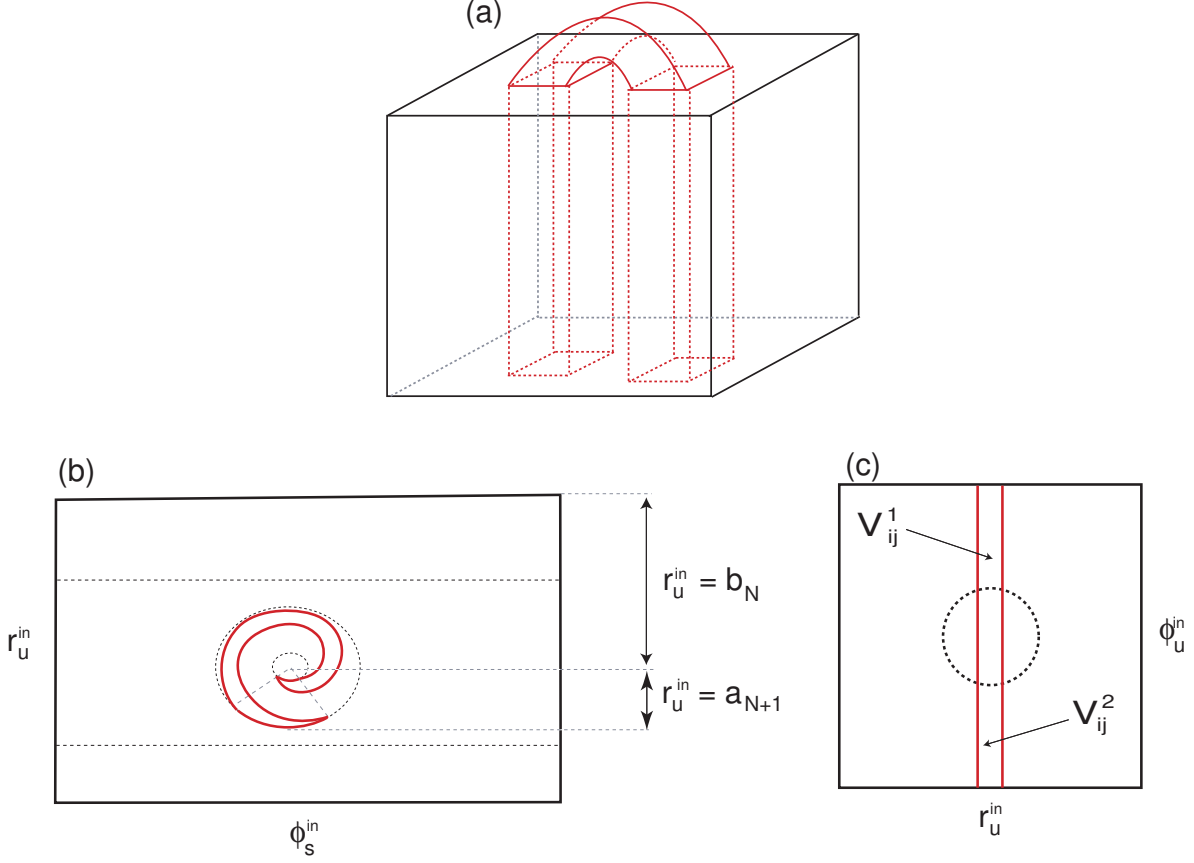 (a)
(b)
r_u^in = b_N
r_u^in
r_u^in = a_{N+1}
ϕ_s^in
(c)
V_ij^1
ϕ_u^in
V_ij^2
r_u^in